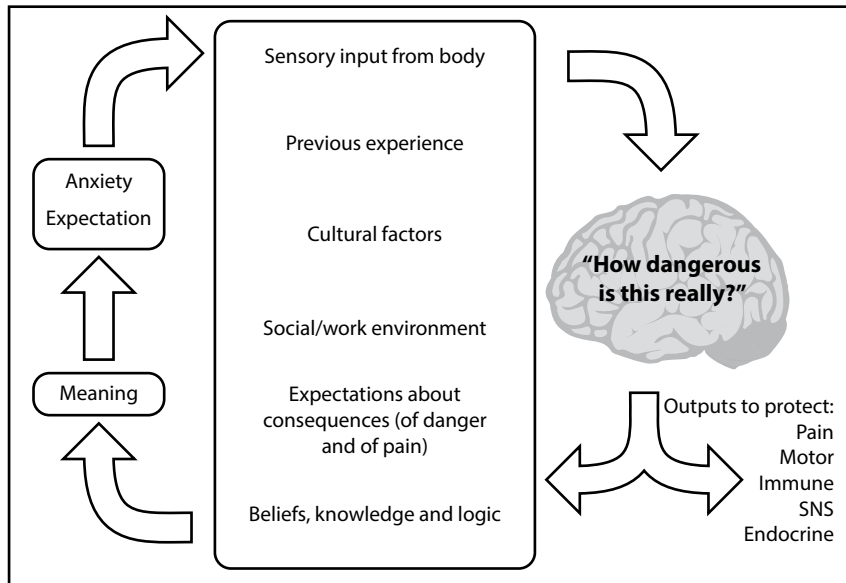 Sensory input from body
Previous experience
Cultural factors
Social/work environment
Expectations about
consequences (of danger
and of pain)
Beliefs, knowledge and logic
Anxiety
Expectation
Meaning
“How dangerous
is this really?”
Outputs to protect:
Pain
Motor
Immune
SNS
Endocrine